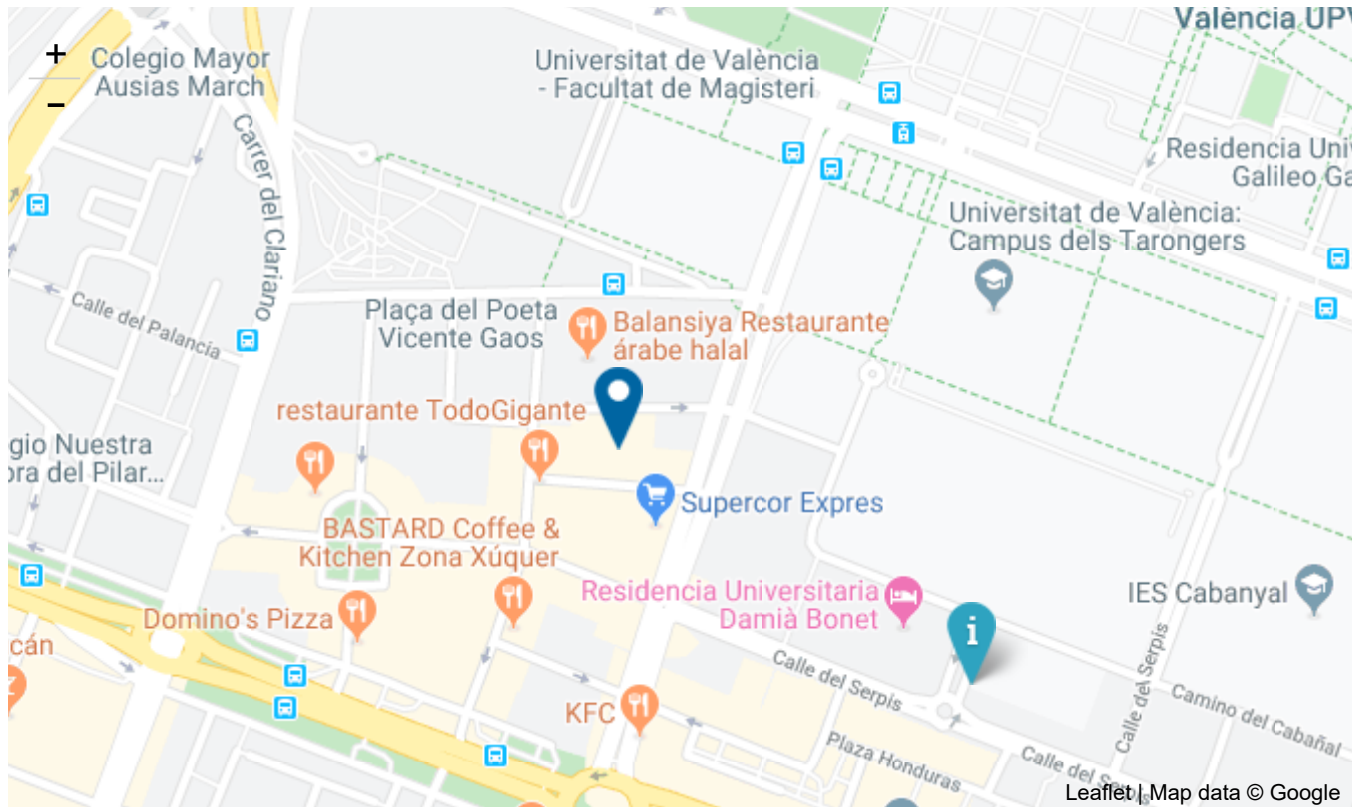 València UPV
+
Colegio Mayor
Ausias March
−
Universitat de València
- Facultat de Magisteri
Carrer del Clariano
Residencia Uni
Galileo Ga
Universitat de València:
Campus dels Tarongers
Calle del Palancia
Plaça del Poeta
Vicente Gaos
Balansiya Restaurante
árabe halal
restaurante TodoGigante
gio Nuestra
ora del Pilar...
Supercor Expres
BASTARD Coffee &
Kitchen Zona Xúquer
Residencia Universitaria
Damià Bonet
IES Cabanyal
Domino's Pizza
i
cán
Calle del Serpis
Calle del Serpis
Camino del Cabañal
KFC
Plaza Honduras
Calle del Serpis
Leaflet | Map data © Google